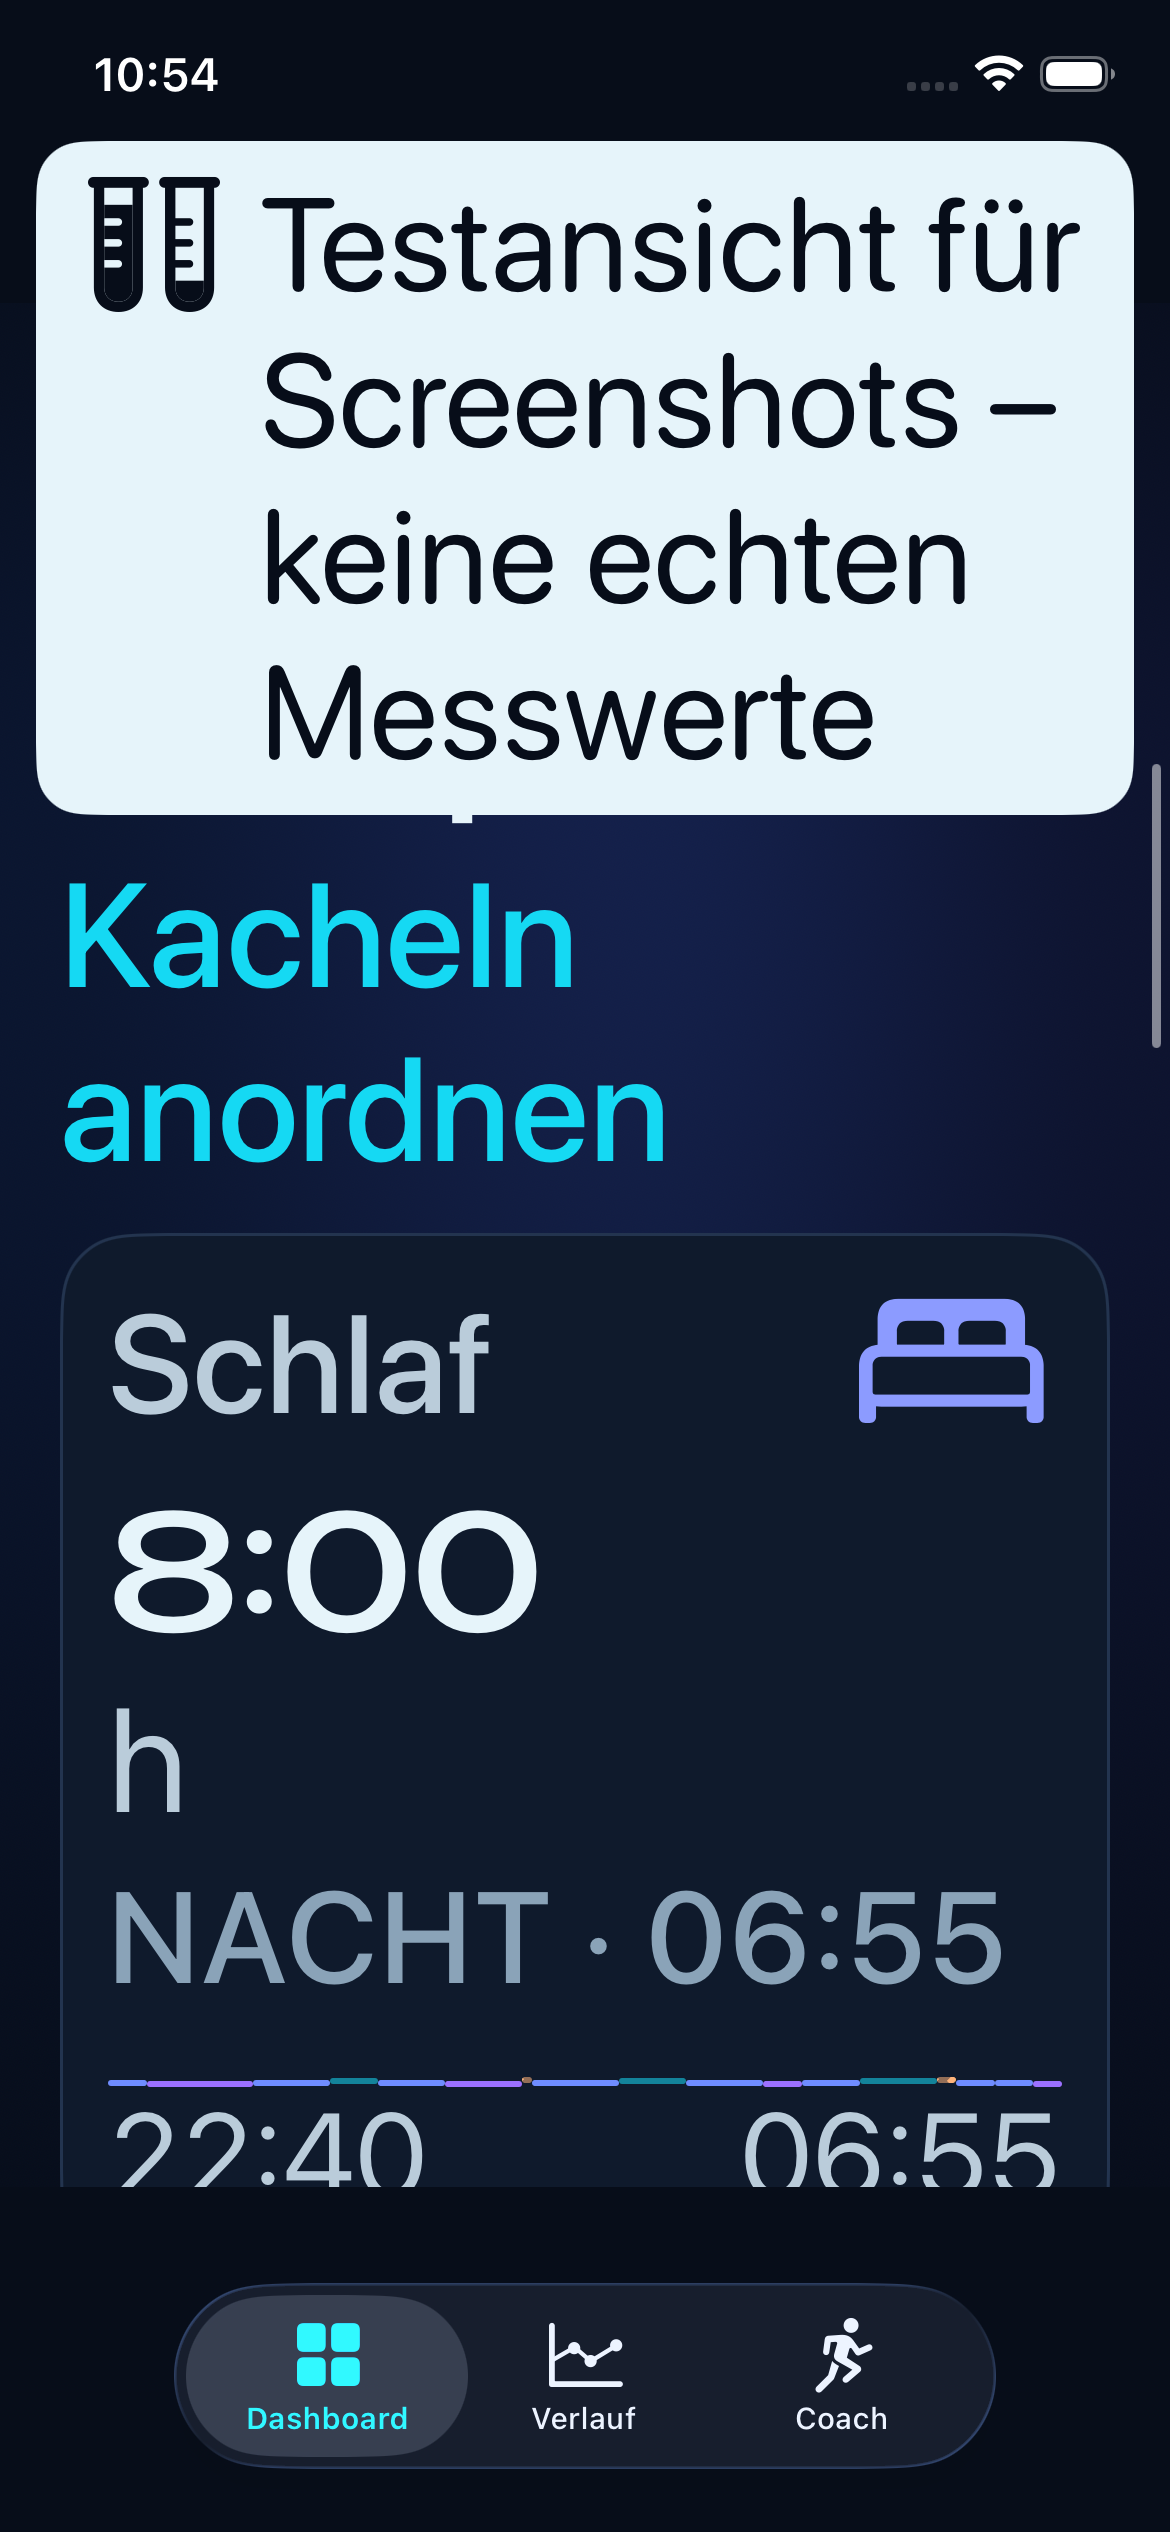 10:54
Testansicht für
Screenshots –
keine echten
Messwerte
Kacheln
anordnen
Schlaf
8:00
h
NACHT · 06:55
22:40 06:55
Dashboard Verlauf Coach